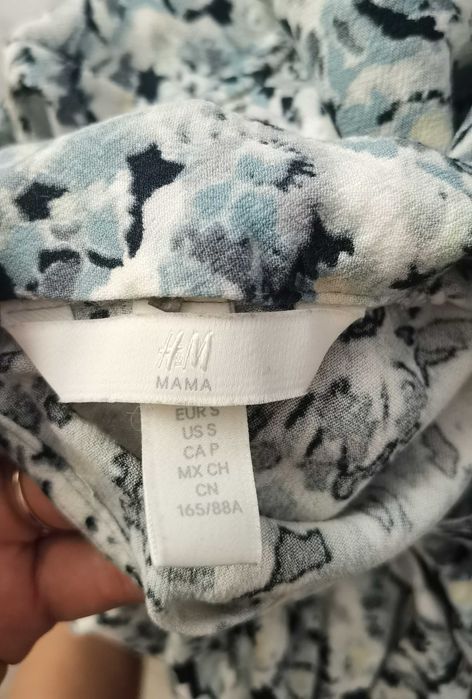 H&M
MAMA
EUR S
US S
CA P
MX CH
CN
165/88A